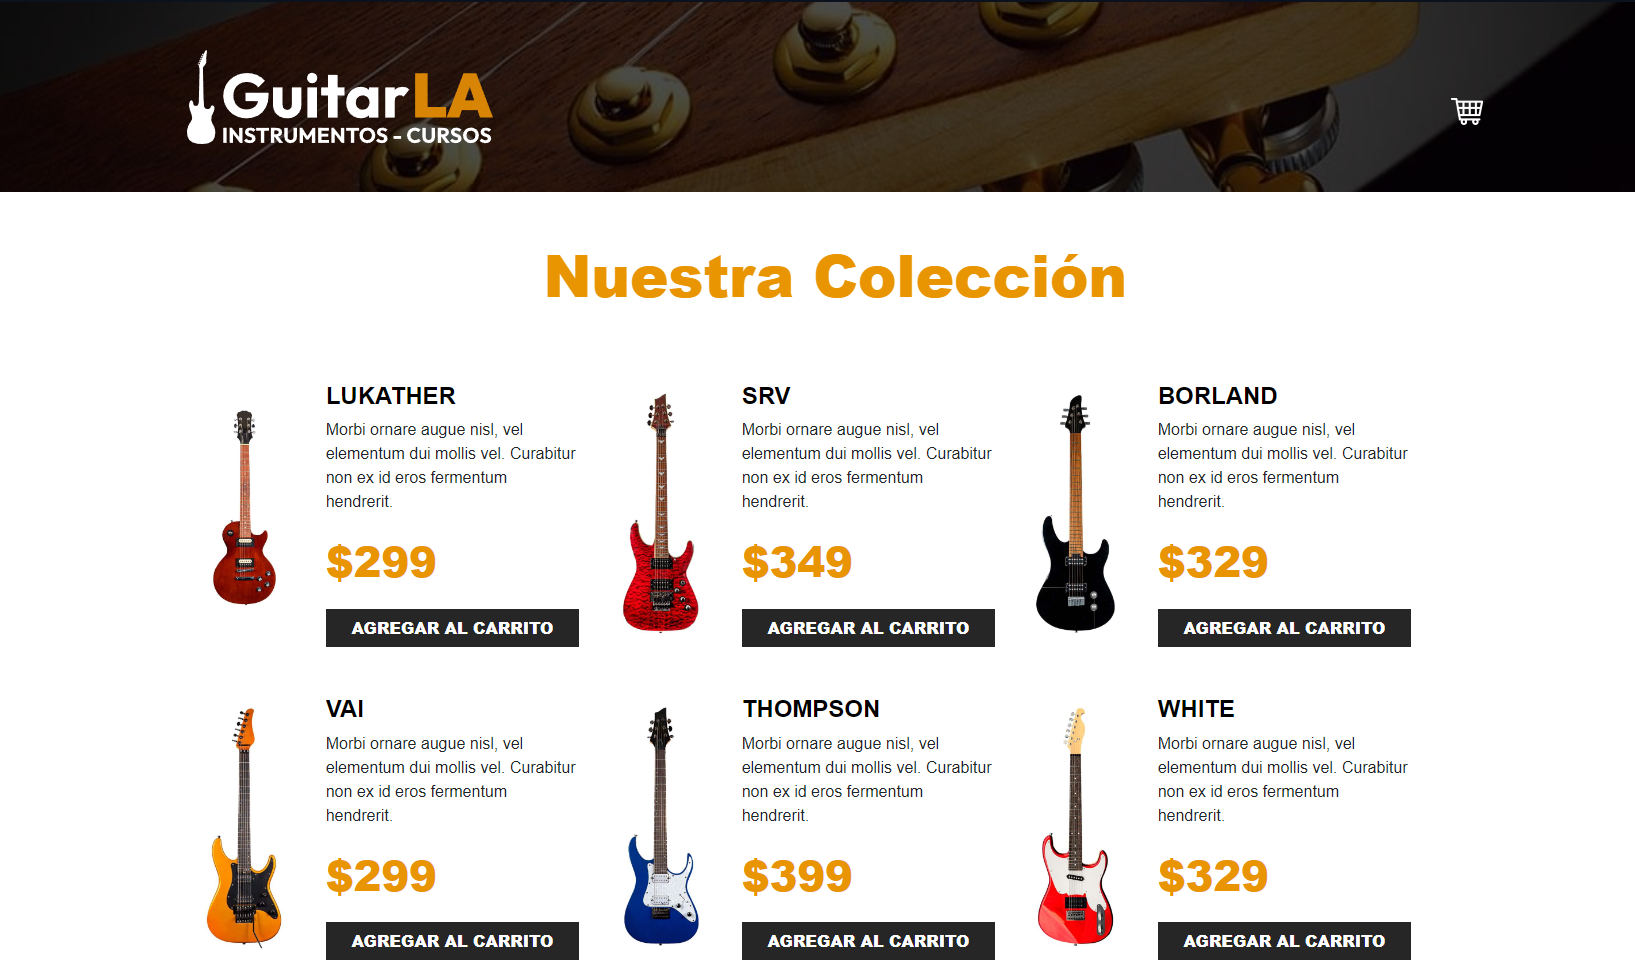 GuitarLA
INSTRUMENTOS - CURSOS
Nuestra Colección
LUKATHER
Morbi ornare augue nisl, vel
elementum dui mollis vel. Curabitur
non ex id eros fermentum
hendrerit.
$299
AGREGAR AL CARRITO
SRV
Morbi ornare augue nisl, vel
elementum dui mollis vel. Curabitur
non ex id eros fermentum
hendrerit.
$349
AGREGAR AL CARRITO
BORLAND
Morbi ornare augue nisl, vel
elementum dui mollis vel. Curabitur
non ex id eros fermentum
hendrerit.
$329
AGREGAR AL CARRITO
VAI
Morbi ornare augue nisl, vel
elementum dui mollis vel. Curabitur
non ex id eros fermentum
hendrerit.
$299
AGREGAR AL CARRITO
THOMPSON
Morbi ornare augue nisl, vel
elementum dui mollis vel. Curabitur
non ex id eros fermentum
hendrerit.
$399
AGREGAR AL CARRITO
WHITE
Morbi ornare augue nisl, vel
elementum dui mollis vel. Curabitur
non ex id eros fermentum
hendrerit.
$329
AGREGAR AL CARRITO